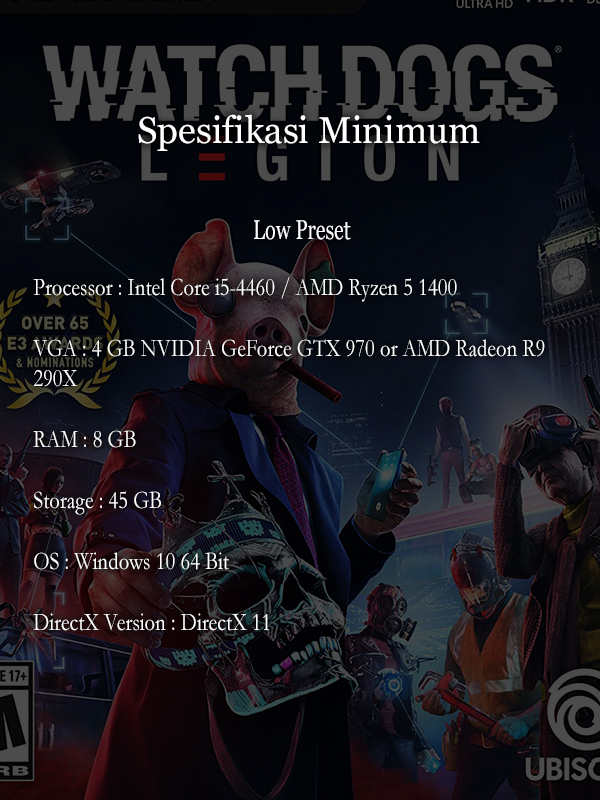 ULTRA HD HDR
WATCH DOGS®
Spesifikasi Minimum
LEGION
Low Preset
Processor : Intel Core i5-4460 / AMD Ryzen 5 1400
OVER 65
E3 AWARDS
& NOMINATIONS
VGA : 4 GB NVIDIA GeForce GTX 970 or AMD Radeon R9
290X
RAM : 8 GB
Storage : 45 GB
OS : Windows 10 64 Bit
DirectX Version : DirectX 11
E 17+
M
RB
UBISO